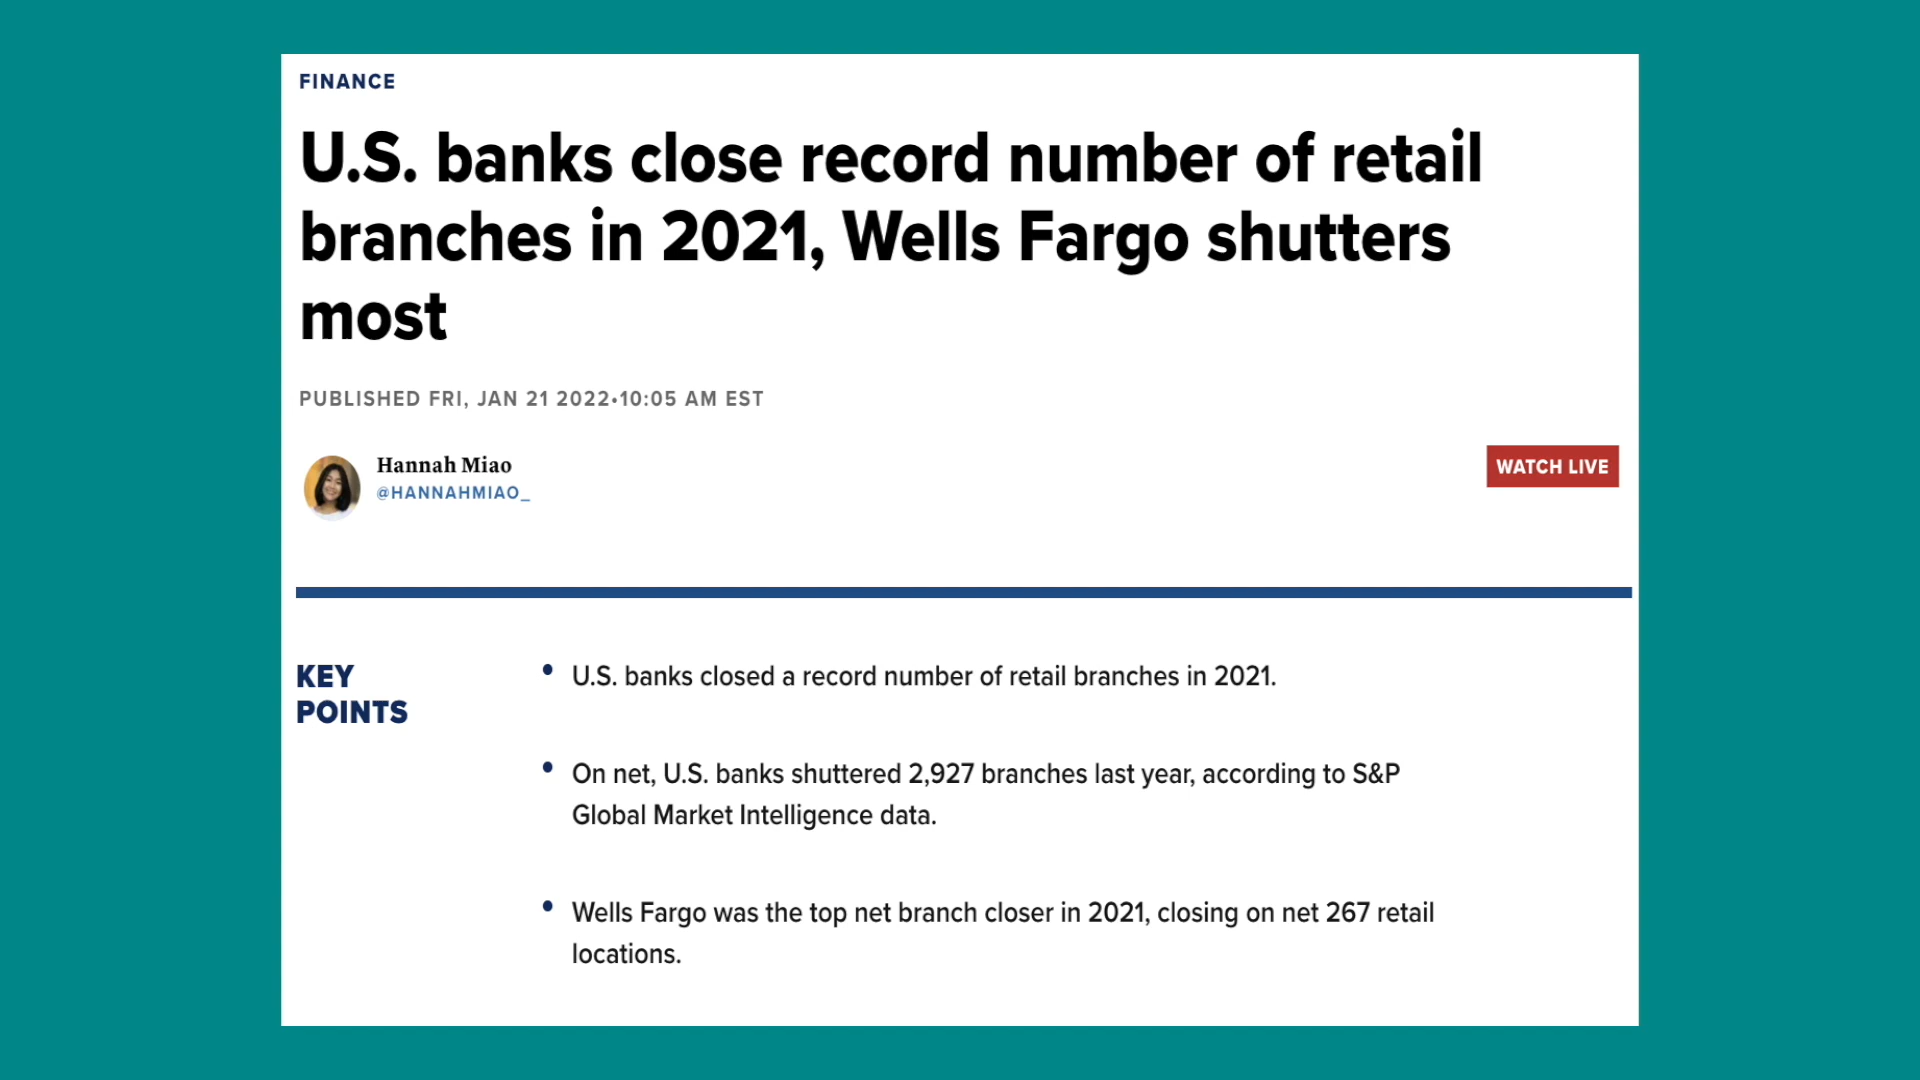 FINANCE
U.S. banks close record number of retail
branches in 2021, Wells Fargo shutters
most
PUBLISHED FRI, JAN 21 2022•10:05 AM EST
Hannah Miao
@HANNAHMIAO_
WATCH LIVE
KEY
POINTS
• U.S. banks closed a record number of retail branches in 2021.
• On net, U.S. banks shuttered 2,927 branches last year, according to S&P
Global Market Intelligence data.
• Wells Fargo was the top net branch closer in 2021, closing on net 267 retail
locations.